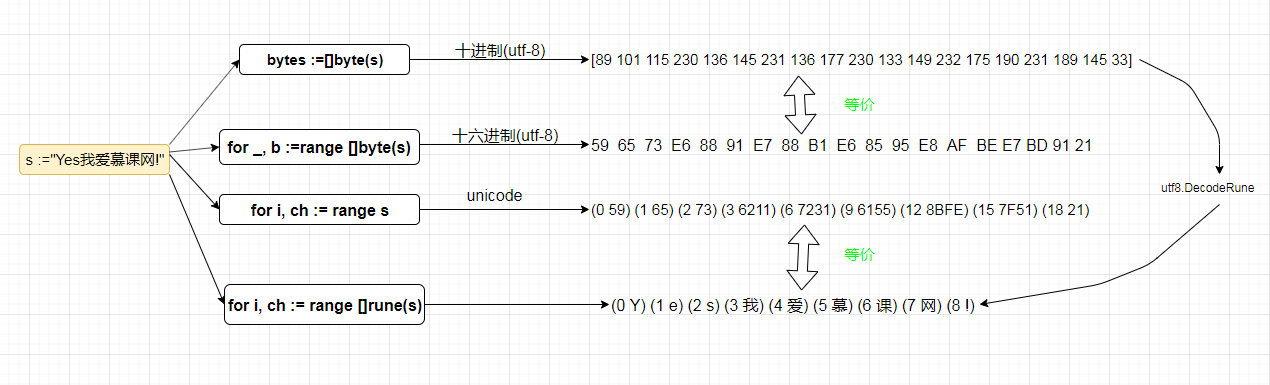 bytes :=[]byte(s)
十进制(utf-8)
[89 101 115 230 136 145 231 136 177 230 133 149 232 175 190 231 189 145 33]
等价
s :="Yes我爱慕课网!"
for _, b :=range []byte(s)
十六进制(utf-8)
59 65 73 E6 88 91 E7 88 B1 E6 85 95 E8 AF BE E7 BD 91 21
utf8.DecodeRune
for i, ch := range s
unicode
(0 59) (1 65) (2 73) (3 6211) (6 7231) (9 6155) (12 8BFE) (15 7F51) (18 21)
等价
for i, ch := range []rune(s)
(0 Y) (1 e) (2 s) (3 我) (4 爱) (5 慕) (6 课) (7 网) (8 !)